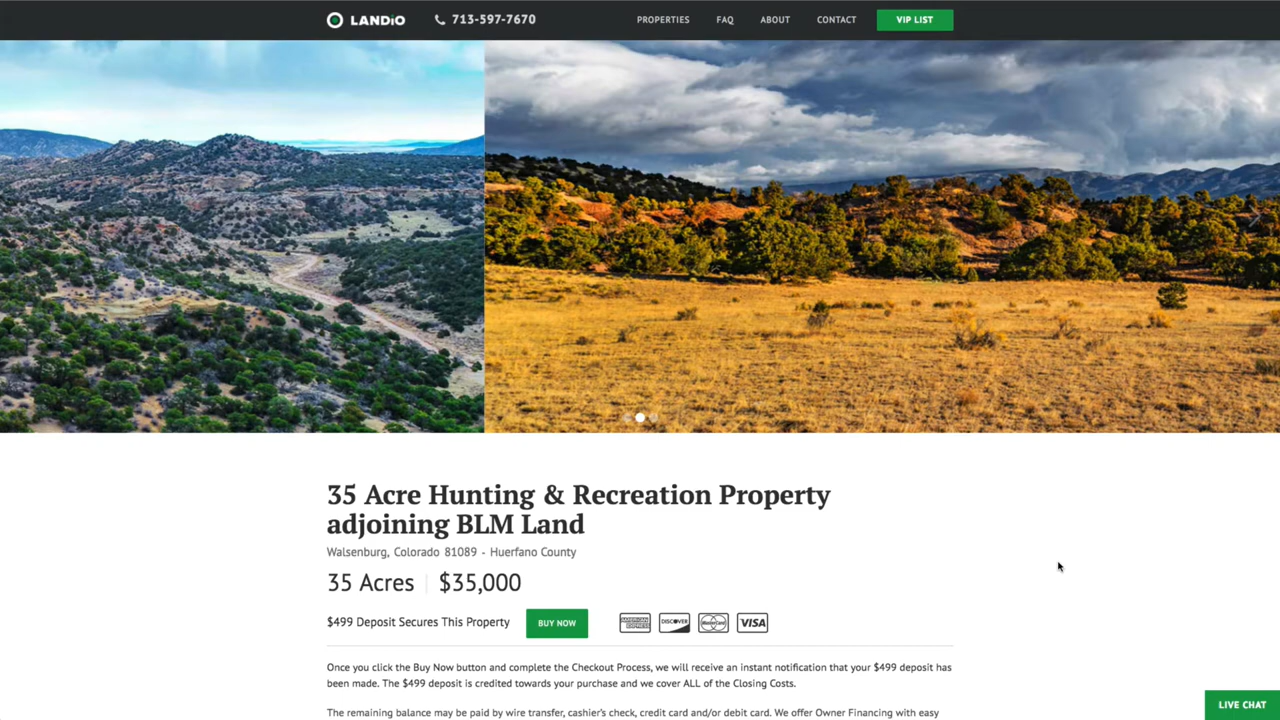 LANDiO 713-597-7670 PROPERTIES FAQ ABOUT CONTACT VIP LIST
35 Acre Hunting & Recreation Property
adjoining BLM Land
Walsenburg, Colorado 81089 - Huerfano County
35 Acres $35,000
$499 Deposit Secures This Property BUY NOW AMERICAN EXPRESS DISCOVER MasterCard VISA
Once you click the Buy Now button and complete the Checkout Process, we will receive an instant notification that your $499 deposit has
been made. The $499 deposit is credited towards your purchase and we cover ALL of the Closing Costs.
The remaining balance may be paid by wire transfer, cashier's check, credit card and/or debit card. We offer Owner Financing with easy
LIVE CHAT